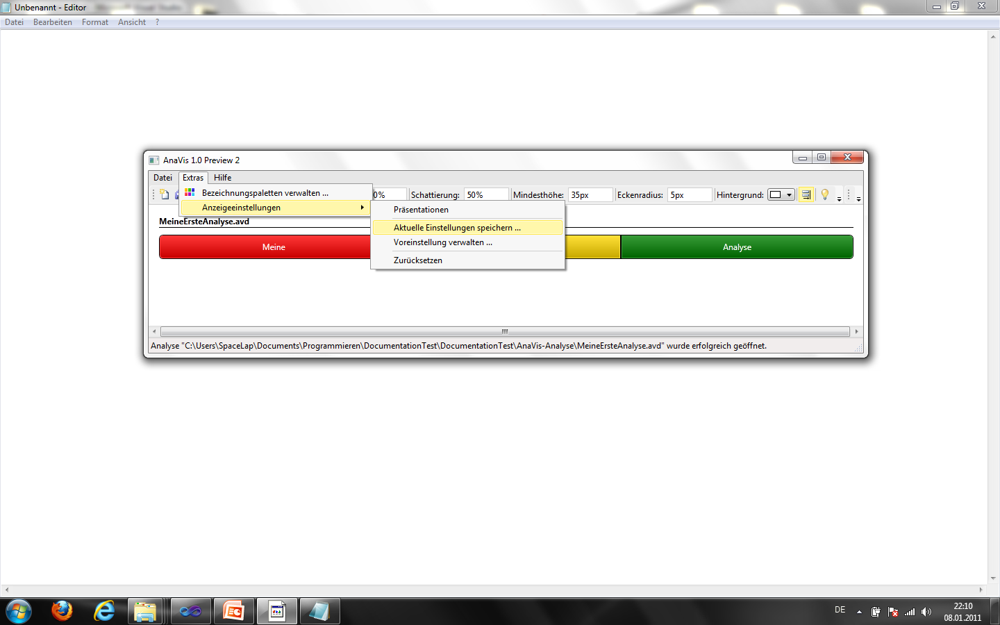 Unbenannt - Editor
Datei Bearbeiten Format Ansicht ?
AnaVis 1.0 Preview 2
Datei Extras Hilfe
Bezeichnungspaletten verwalten ...
0% Schattierung: 50% Mindesthöhe: 35px Eckenradius: 5px Hintergrund:
Anzeigeeinstellungen
Präsentationen
MeineErsteAnalyse.avd
Aktuelle Einstellungen speichern ...
Voreinstellung verwalten ...
Meine Analyse
Zurücksetzen
Analyse "C:\Users\SpaceLap\Documents\Programmieren\DocumentationTest\DocumentationTest\AnaVis-Analyse\MeineErsteAnalyse.avd" wurde erfolgreich geöffnet.
DE
22:10
08.01.2011